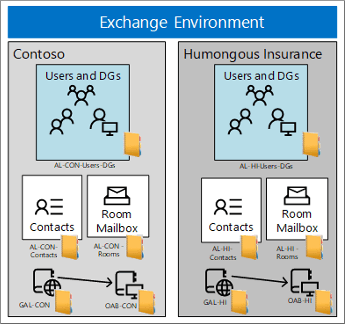 Exchange Environment
Contoso
Users and DGs
AL-CON-Users-DGs
Contacts
Room
Mailbox
AL-CON -
Contacts
AL-CON -
Rooms
GAL-CON
OAB-CON
Humongous Insurance
Users and DGs
AL-HI-Users-DGs
Contacts
Room
Mailbox
AL-HI-
Contacts
AL-HI -
Rooms
GAL-HI
OAB-HI